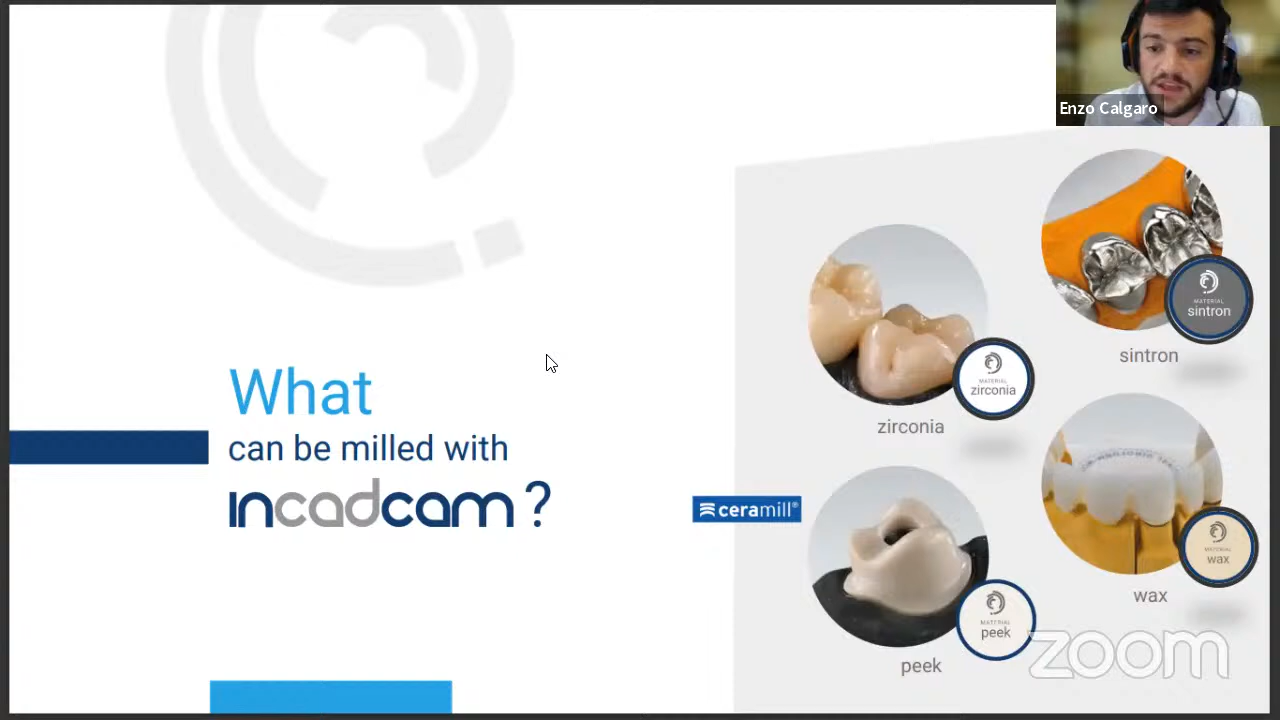 Enzo Calgaro
What
can be milled with
incadcam ?
ceramill®
MATERIAL
zirconia
zirconia
MATERIAL
sintron
sintron
MATERIAL
peek
peek
MATERIAL
wax
wax
zoom